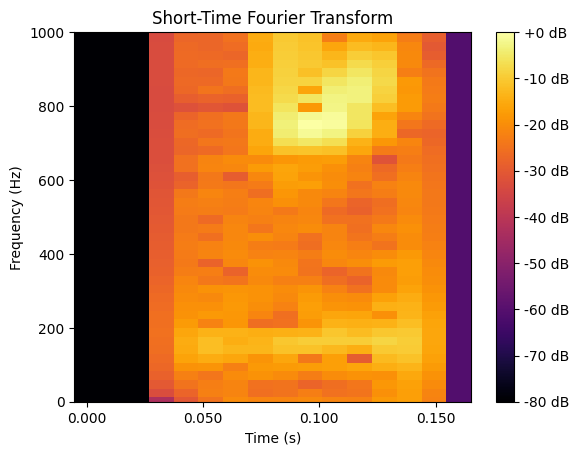 Short-Time Fourier Transform
1000
800
600
400
200
0
Frequency (Hz)
0.000
0.050
0.100
0.150
Time (s)
+0 dB
-10 dB
-20 dB
-30 dB
-40 dB
-50 dB
-60 dB
-70 dB
-80 dB